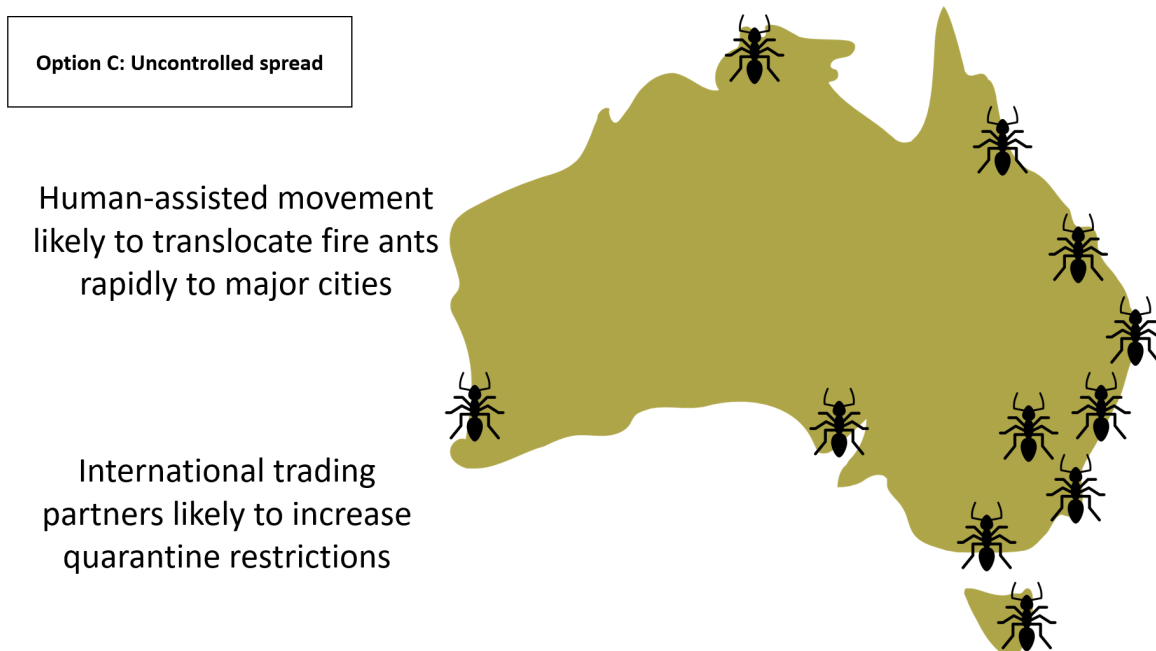 Option C: Uncontrolled spread
Human-assisted movement
likely to translocate fire ants
rapidly to major cities
International trading
partners likely to increase
quarantine restrictions